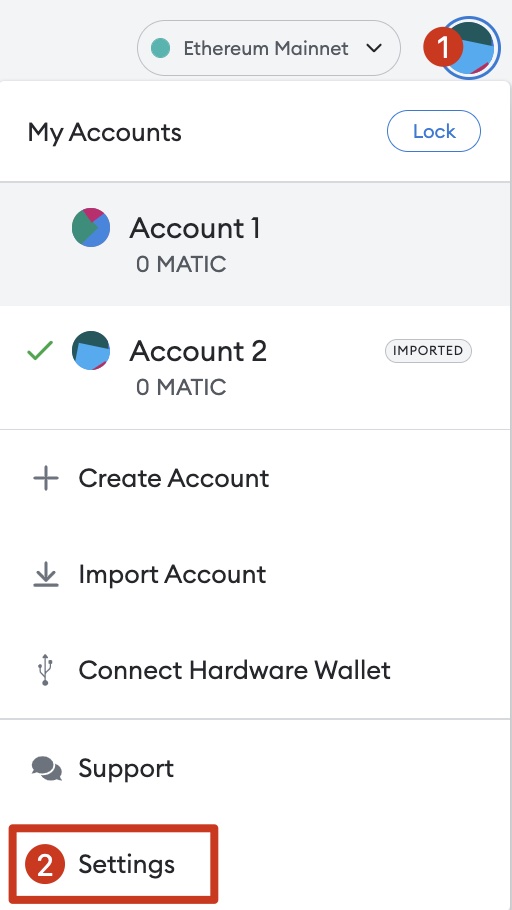 Ethereum Mainnet
1
My Accounts
Lock
Account 1
0 MATIC
Account 2
IMPORTED
0 MATIC
Create Account
Import Account
Connect Hardware Wallet
Support
2 Settings